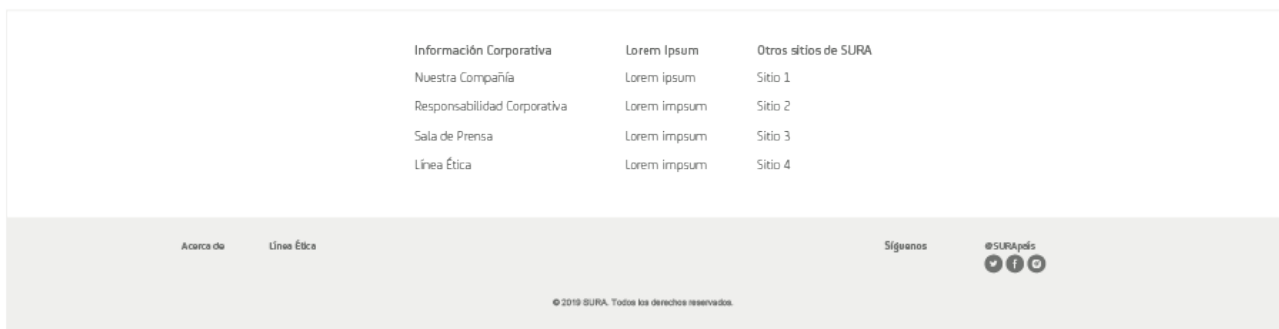 Información Corporativa Lorem Ipsum Otros sitios de SURA
Nuestra Compañía Lorem ipsum Sitio 1
Responsabilidad Corporativa Lorem impsum Sitio 2
Sala de Prensa Lorem impsum Sitio 3
Línea Ética Lorem impsum Sitio 4
Acerca de Línea Ética Síguenos @SURApaís
© 2019 SURA. Todos los derechos reservados.